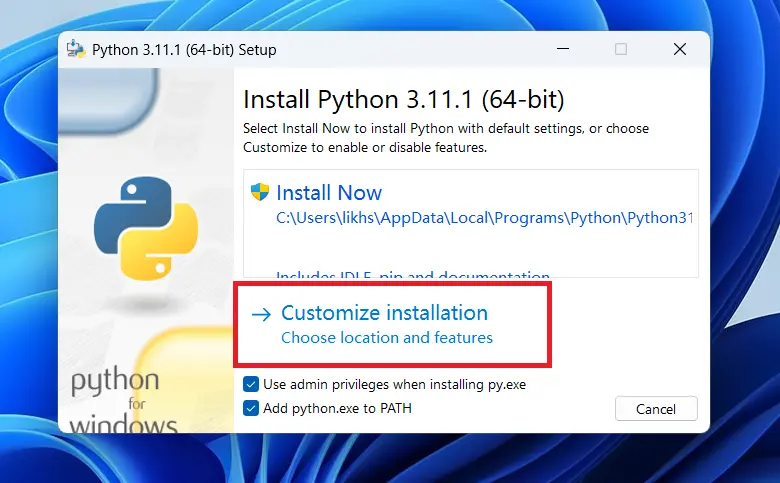 Python 3.11.1 (64-bit) Setup
Install Python 3.11.1 (64-bit)
Select Install Now to install Python with default settings, or choose
Customize to enable or disable features.
Install Now
C:\Users\likhs\AppData\Local\Programs\Python\Python31
Includes IDLE, pip and documentation
Customize installation
Choose location and features
Use admin privileges when installing py.exe
Add python.exe to PATH
Cancel
python
for
windows